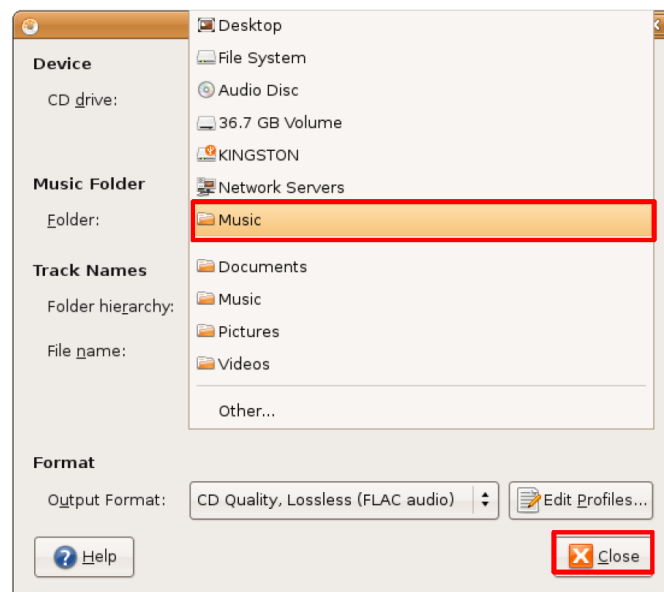 Desktop
Device
File System
CD drive:
Audio Disc
36.7 GB Volume
KINGSTON
Music Folder
Network Servers
Folder:
Music
Track Names
Documents
Folder hierarchy:
Music
Pictures
File name:
Videos
Other...
Format
Output Format:
CD Quality, Lossless (FLAC audio)
Edit Profiles...
Help
Close